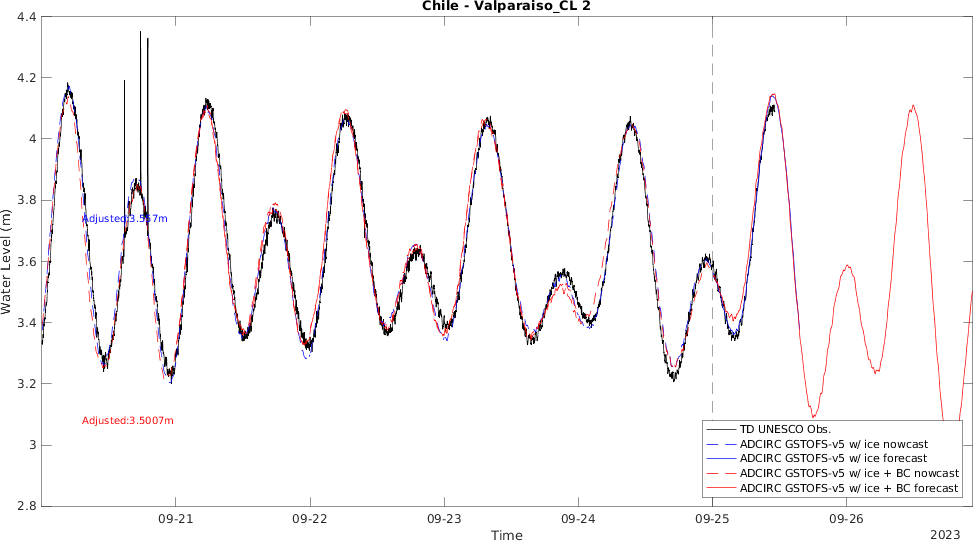 Chile - Valparaiso_CL 2
4.4
4.2
4
3.8
3.6
3.4
3.2
3
2.8
Water Level (m)
Adjusted:3.557m
Adjusted:3.5007m
TD UNESCO Obs.
ADCIRC GSTOFS-v5 w/ ice nowcast
ADCIRC GSTOFS-v5 w/ ice forecast
ADCIRC GSTOFS-v5 w/ ice + BC nowcast
ADCIRC GSTOFS-v5 w/ ice + BC forecast
09-21
09-22
09-23
09-24
09-25
09-26
Time
2023